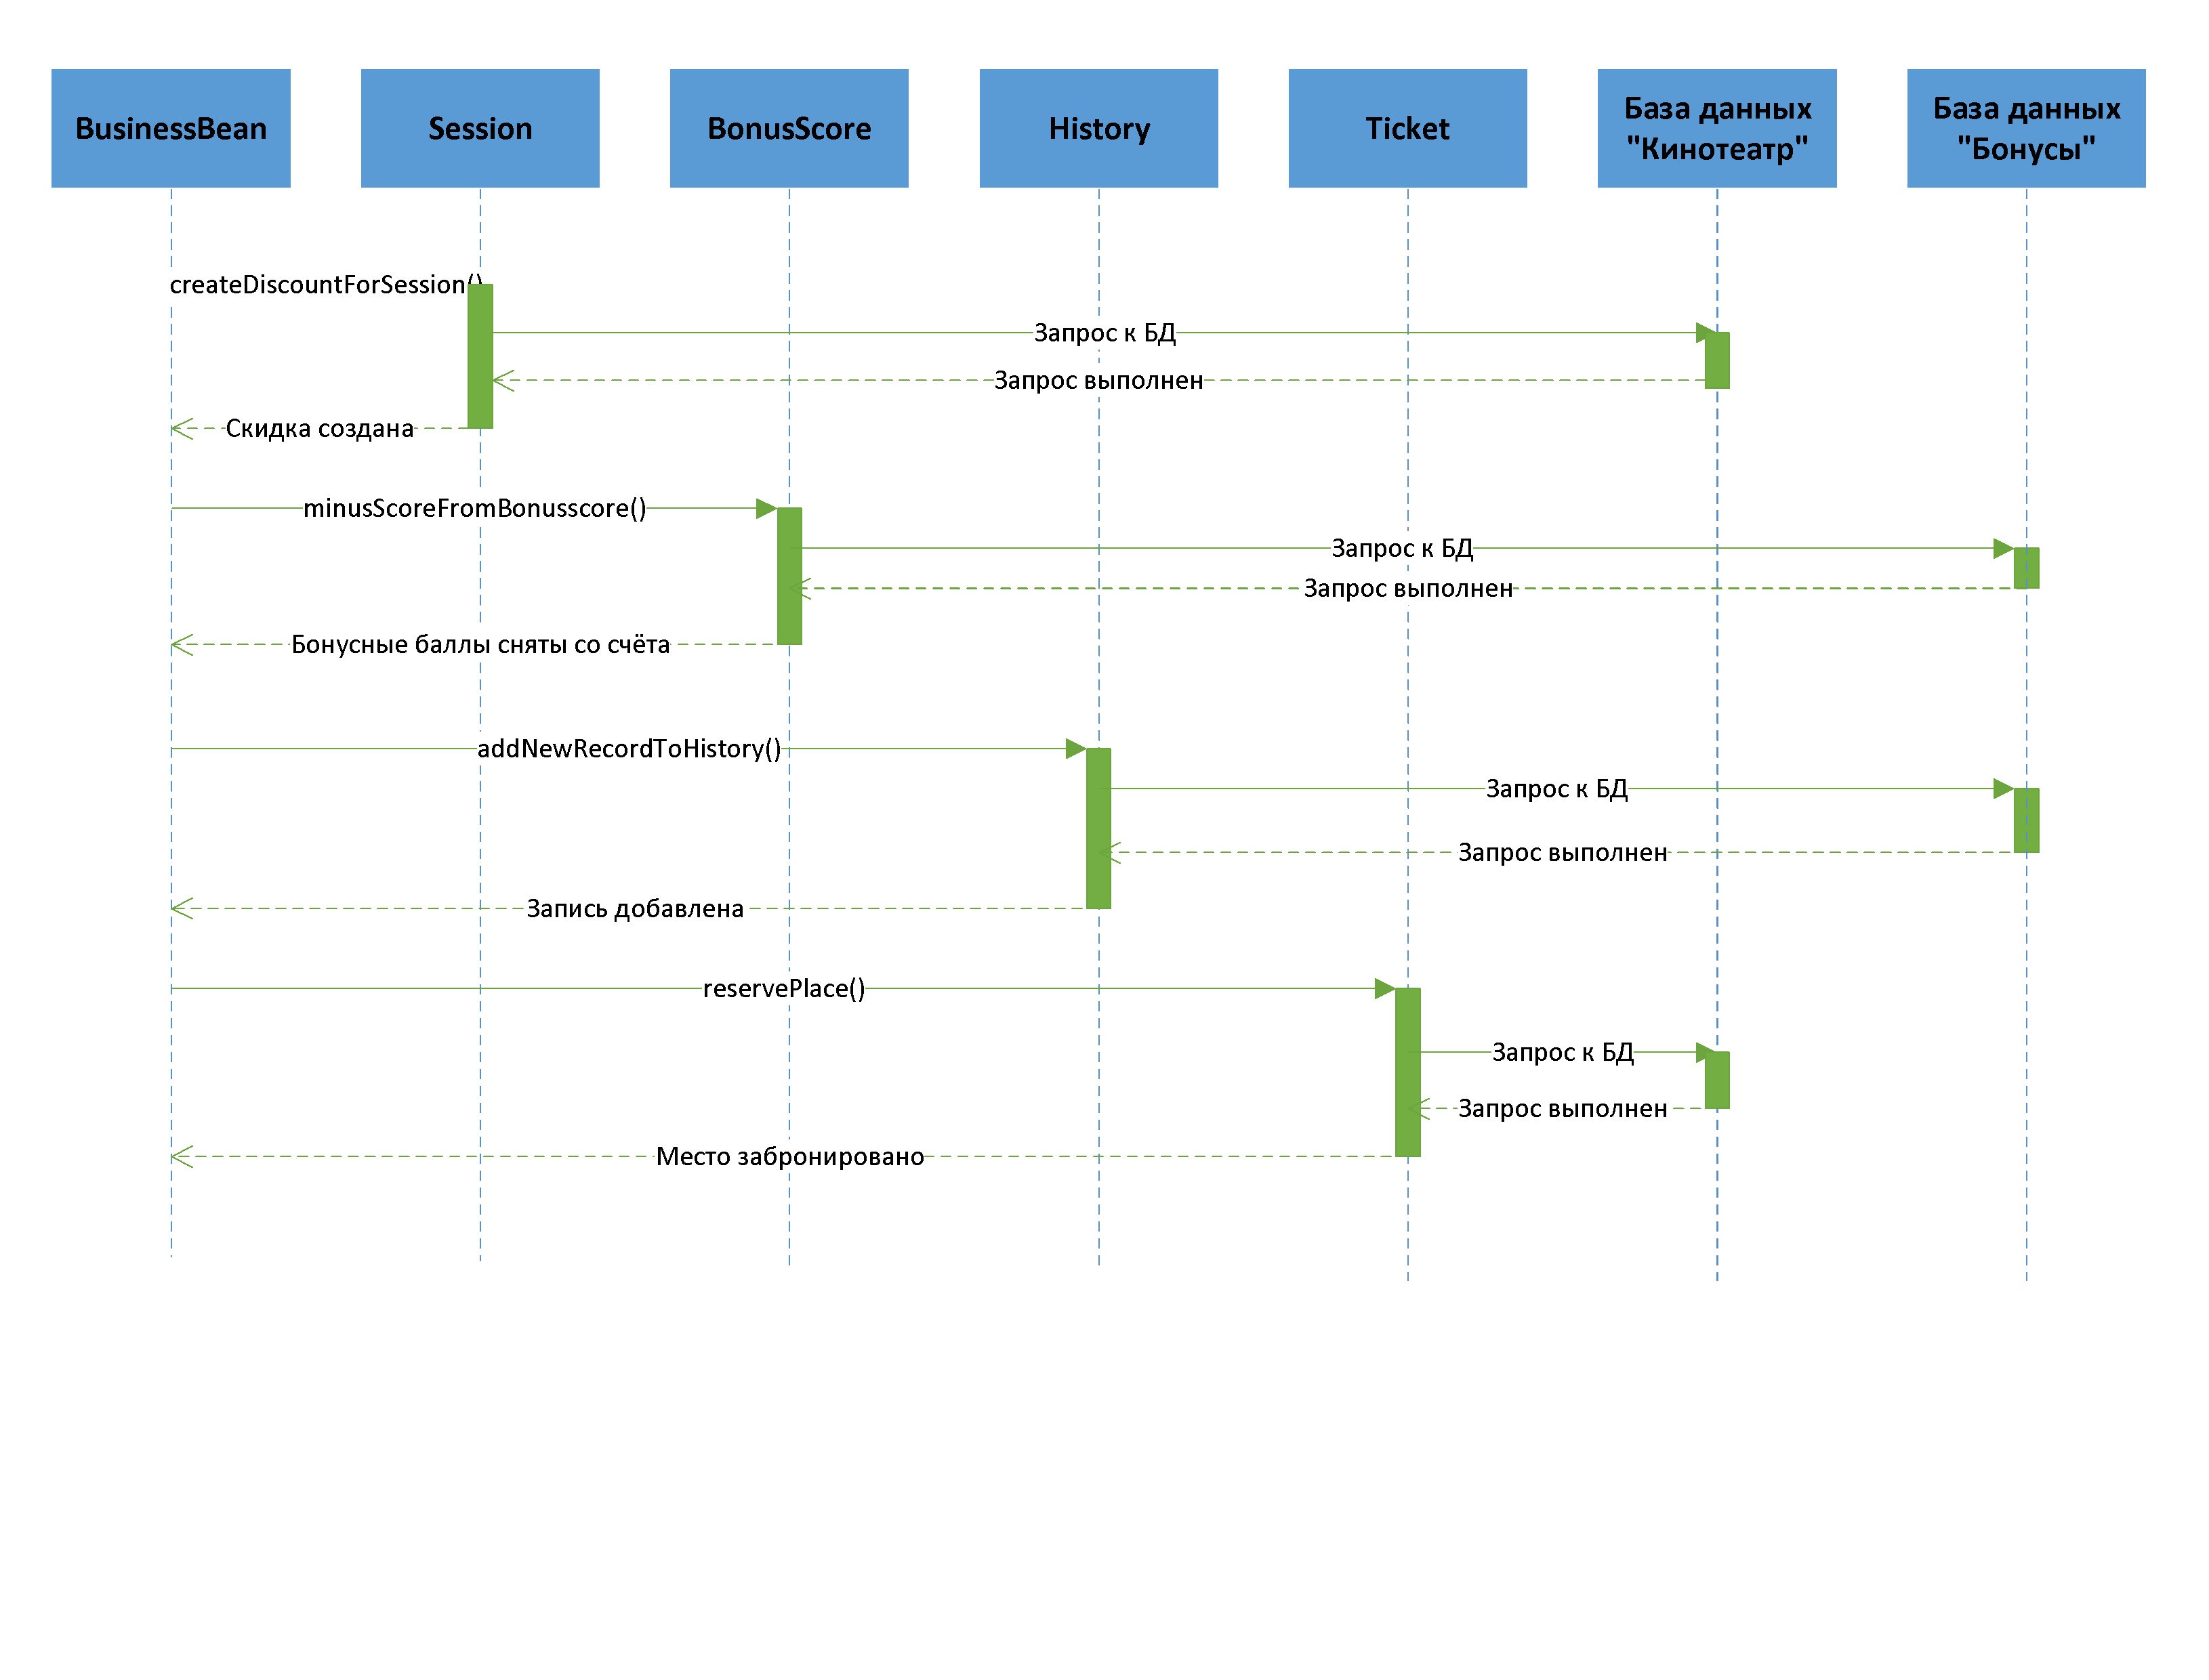 BusinessBean
Session
BonusScore
History
Ticket
База данных
"Кинотеатр"
База данных
"Бонусы"
createDiscountForSession()
Запрос к БД
Запрос выполнен
Скидка создана
minusScoreFromBonusscore()
Запрос к БД
Запрос выполнен
Бонусные баллы сняты со счёта
addNewRecordToHistory()
Запрос к БД
Запрос выполнен
Запись добавлена
reservePlace()
Запрос к БД
Запрос выполнен
Место забронировано